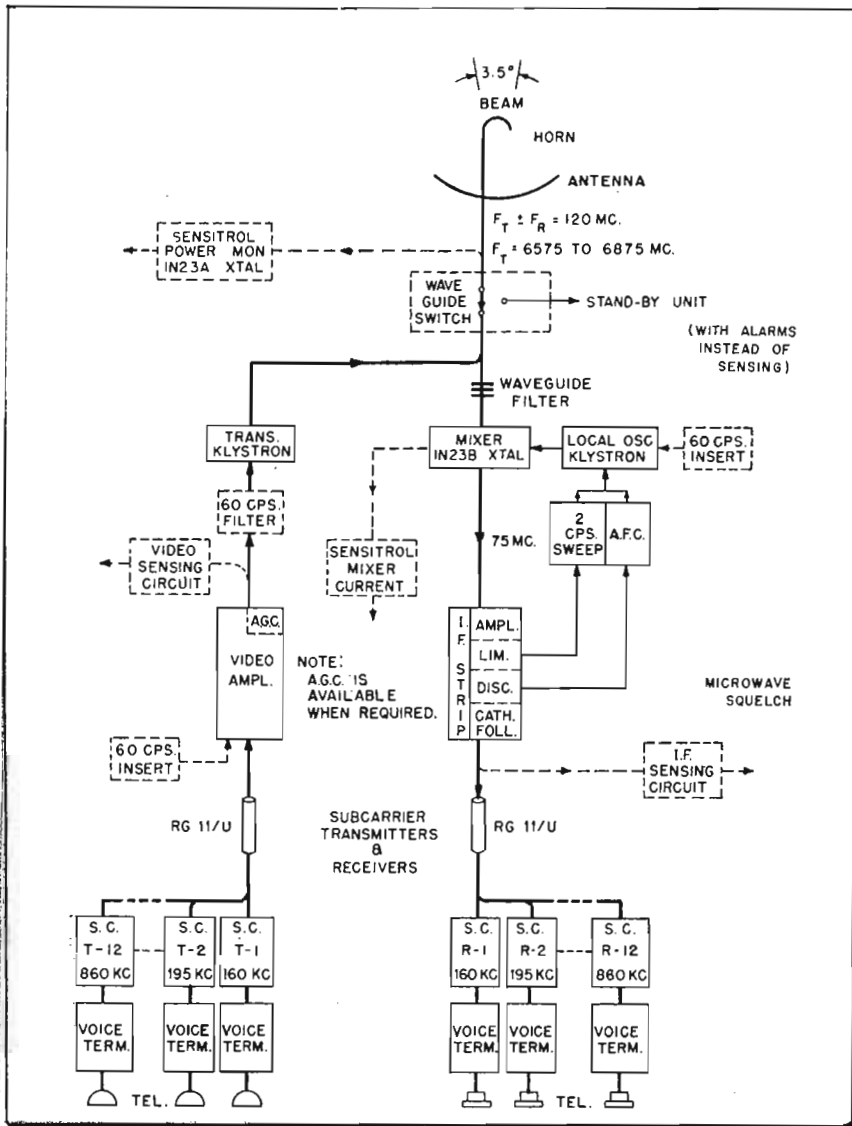 3.5°
BEAM
HORN
ANTENNA
F_T ± F_R = 120 MC.
F_T = 6575 TO 6875 MC.
SENSITROL
POWER MON
IN23A XTAL
WAVE
GUIDE
SWITCH
STAND-BY UNIT
(WITH ALARMS
INSTEAD OF
SENSING)
WAVEGUIDE
FILTER
TRANS.
KLYSTRON
MIXER
IN23B XTAL
LOCAL OSC
KLYSTRON
60 CPS.
INSERT
60 CPS.
FILTER
2
CPS.
SWEEP
A.F.C.
VIDEO
SENSING
CIRCUIT
SENSITROL
MIXER
CURRENT
75 MC.
A.G.C.
VIDEO
AMPL.
NOTE:
A.G.C. IS
AVAILABLE
WHEN REQUIRED.
I.F. STRIP
AMPL.
LIM.
DISC.
CATH.
FOLL.
MICROWAVE
SQUELCH
60 CPS.
INSERT
I.F.
SENSING
CIRCUIT
RG 11/U
SUBCARRIER
TRANSMITTERS
&
RECEIVERS
RG 11/U
S.C.
T-12
860 KC
S.C.
T-2
195 KC
S.C.
T-1
160 KC
S.C.
R-1
160 KC
S.C.
R-2
195 KC
S.C.
R-12
860 KC
VOICE
TERM.
VOICE
TERM.
VOICE
TERM.
VOICE
TERM.
VOICE
TERM.
VOICE
TERM.
TEL.
TEL.